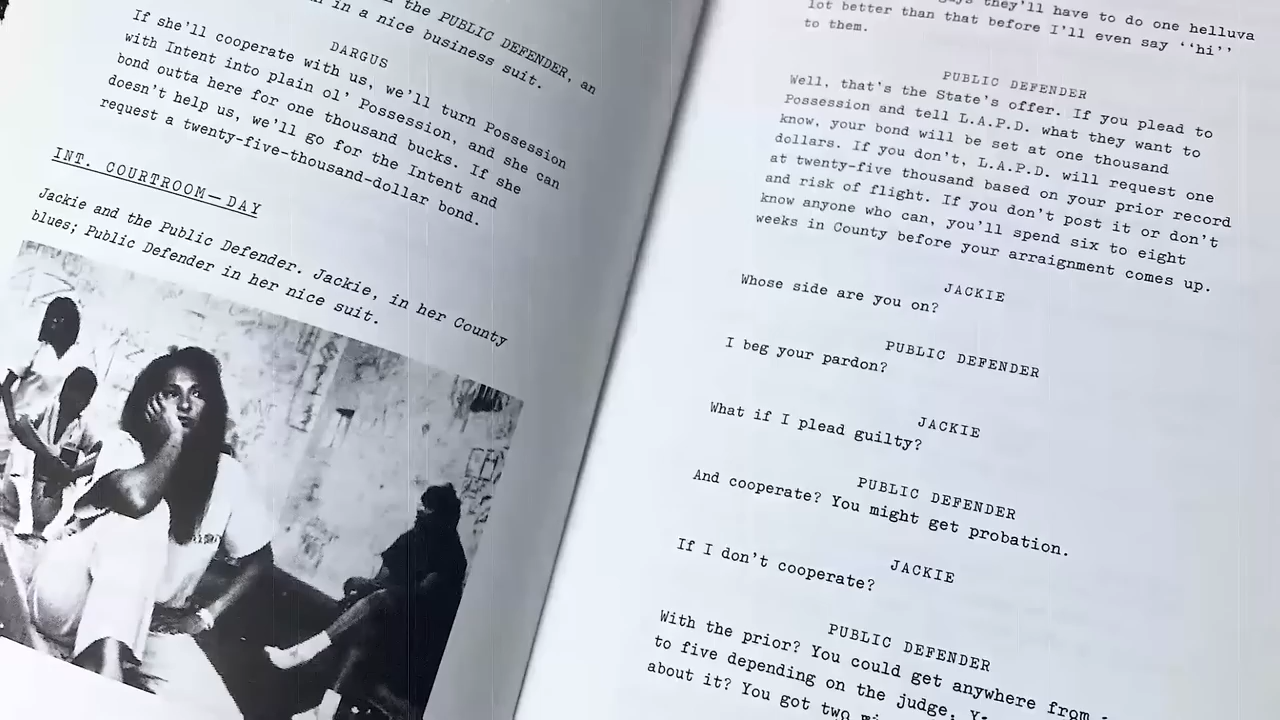 the PUBLIC DEFENDER, an
in a nice business suit.
DARGUS
If she'll cooperate with us, we'll turn Possession
with Intent into plain ol' Possession, and she can
bond outta here for one thousand bucks. If she
doesn't help us, we'll go for the Intent and
request a twenty-five-thousand-dollar bond.
INT. COURTROOM—DAY
Jackie and the Public Defender. Jackie, in her County
blues; Public Defender in her nice suit.
they'll have to do one helluva
lot better than that before I'll even say ‘‘hi’’
to them.
PUBLIC DEFENDER
Well, that's the State's offer. If you plead to
Possession and tell L.A.P.D. what they want to
know, your bond will be set at one thousand
dollars. If you don't, L.A.P.D. will request one
at twenty-five thousand based on your prior record
and risk of flight. If you don't post it or don't
know anyone who can, you'll spend six to eight
weeks in County before your arraignment comes up.
JACKIE
Whose side are you on?
PUBLIC DEFENDER
I beg your pardon?
JACKIE
What if I plead guilty?
PUBLIC DEFENDER
And cooperate? You might get probation.
JACKIE
If I don't cooperate?
PUBLIC DEFENDER
With the prior? You could get anywhere from
to five depending on the judge.
about it? You got two